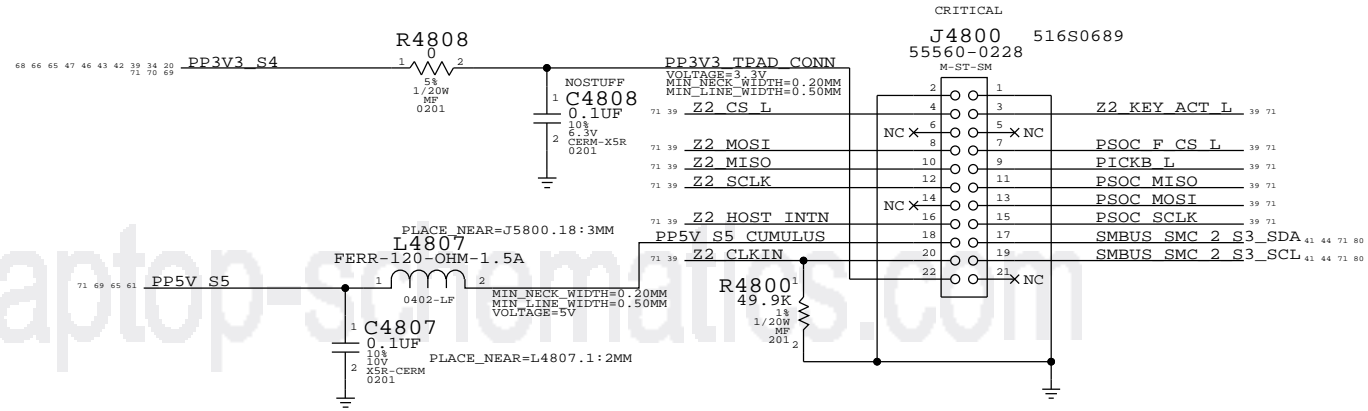 CRITICAL
J4800 516S0689
55560-0228
M-ST-SM
R4808
0
68 66 65 47 46 43 42 39 34 20
71 70 69
PP3V3_S4
1 2
5%
1/20W
MF
0201
PP3V3_TPAD_CONN
VOLTAGE=3.3V
MIN_NECK_WIDTH=0.20MM
MIN_LINE_WIDTH=0.50MM
NOSTUFF
1
C4808
0.1UF
10%
6.3V
CERM-X5R
0201
2
2 1
71 39 Z2_CS_L 4 3 Z2_KEY_ACT_L 39 71
NC 6 5 NC
71 39 Z2_MOSI 8 7 PSOC_F_CS_L 39 71
71 39 Z2_MISO 10 9 PICKB_L 39 71
71 39 Z2_SCLK 12 11 PSOC_MISO 39 71
NC 14 13 PSOC_MOSI 39 71
71 39 Z2_HOST_INTN 16 15 PSOC_SCLK 39 71
PP5V_S5_CUMULUS 18 17 SMBUS_SMC_2_S3_SDA 41 44 71 80
71 39 Z2_CLKIN 20 19 SMBUS_SMC_2_S3_SCL 41 44 71 80
22 21 NC
PLACE_NEAR=J5800.18:3MM
L4807
FERR-120-OHM-1.5A
71 69 65 61 PP5V_S5
1 2
0402-LF
MIN_NECK_WIDTH=0.20MM
MIN_LINE_WIDTH=0.50MM
VOLTAGE=5V
R4800
1
49.9K
1%
1/20W
MF
201
2
1
C4807
0.1UF
10%
10V
X5R-CERM
0201
2
PLACE_NEAR=L4807.1:2MM
laptop-schematics.com